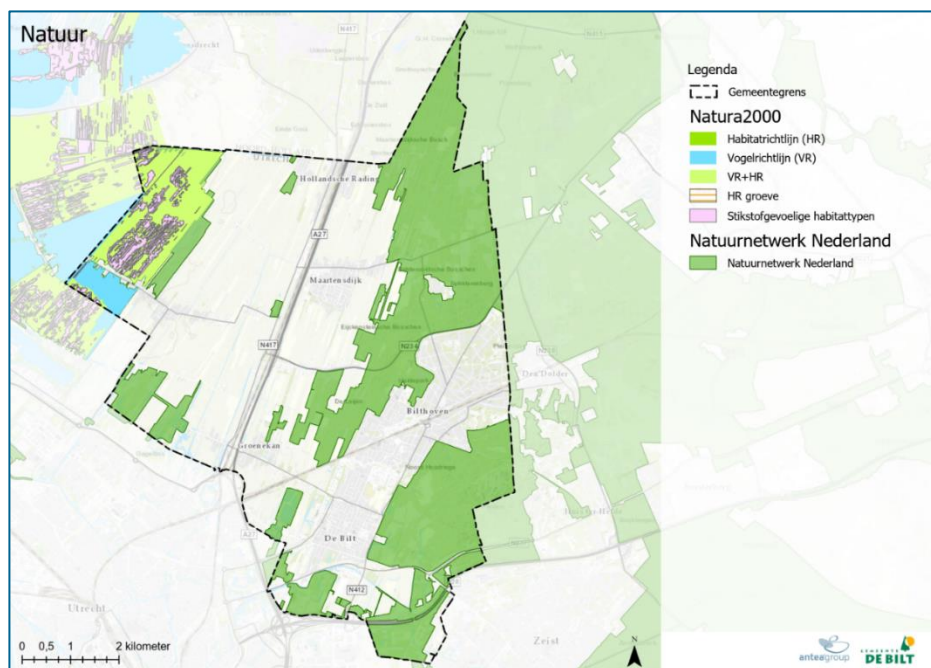 Natuur
N417
Legenda
Gemeentegrens
Natura2000
Habitatrichtlijn (HR)
Vogelrichtlijn (VR)
VR+HR
HR groeve
Stikstofgevoelige habitattypen
Natuurnetwerk Nederland
Natuurnetwerk Nederland
Hollandsche Rading
A27
Maartensdijk
N417
N234
Den Dolder
Bilthoven
Groenekan
A27
De Bilt
N412
Utrecht
Zeist
0 0,5 1 2 kilometer
N
anteagroup
GEMEENTE
DE BILT